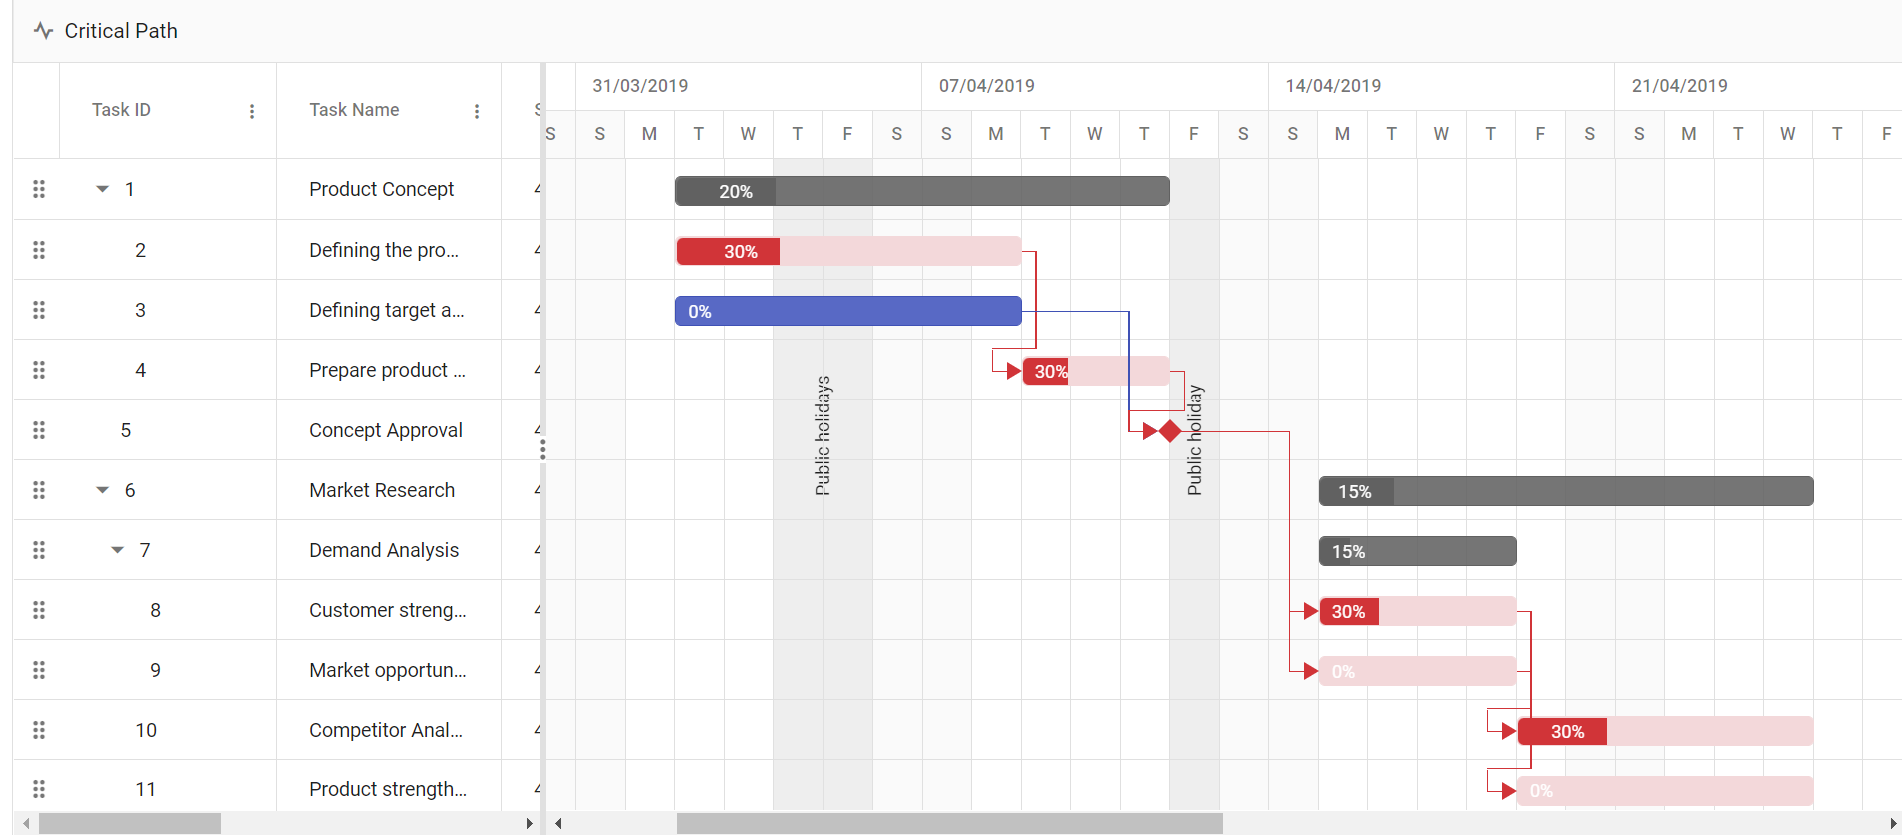 Critical Path
Task ID
Task Name
31/03/2019 07/04/2019 14/04/2019 21/04/2019
S S M T W T F S S M T W T F S S M T W T F S S M T W T F
1 Product Concept 20%
2 Defining the pro... 30%
3 Defining target a... 0%
4 Prepare product ... 30%
5 Concept Approval
Public holidays
Public holiday
6 Market Research 15%
7 Demand Analysis 15%
8 Customer streng... 30%
9 Market opportun... 0%
10 Competitor Anal... 30%
11 Product strength... 0%